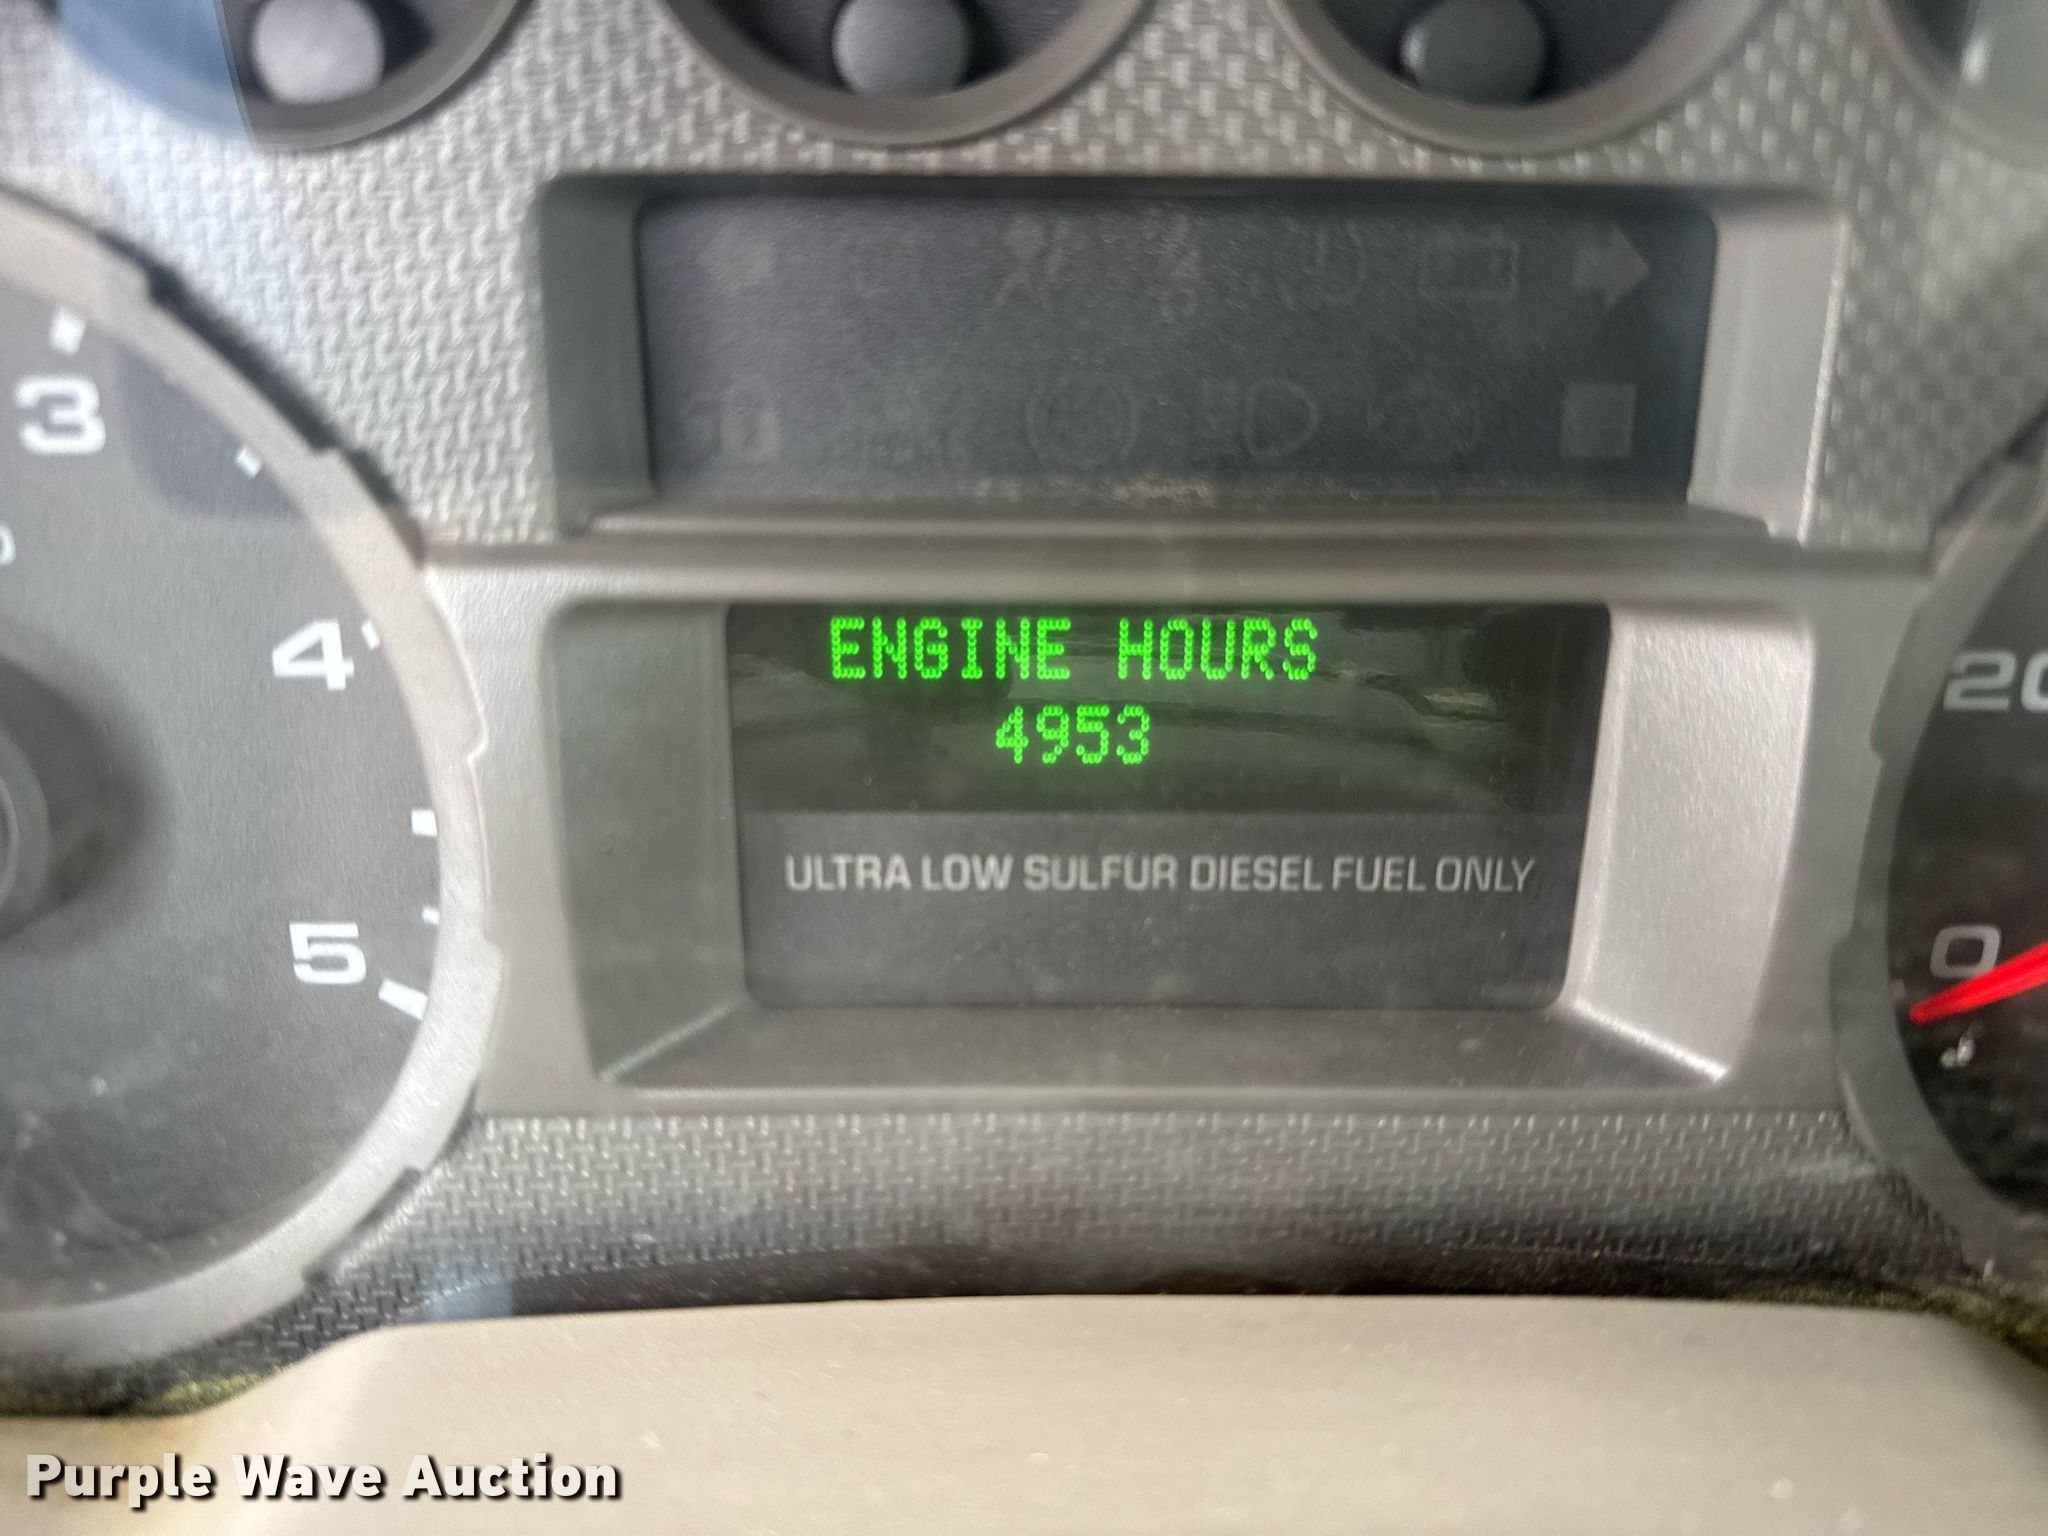 3
4
5
ENGINE HOURS
4953
ULTRA LOW SULFUR DIESEL FUEL ONLY
20
0
Purple Wave Auction